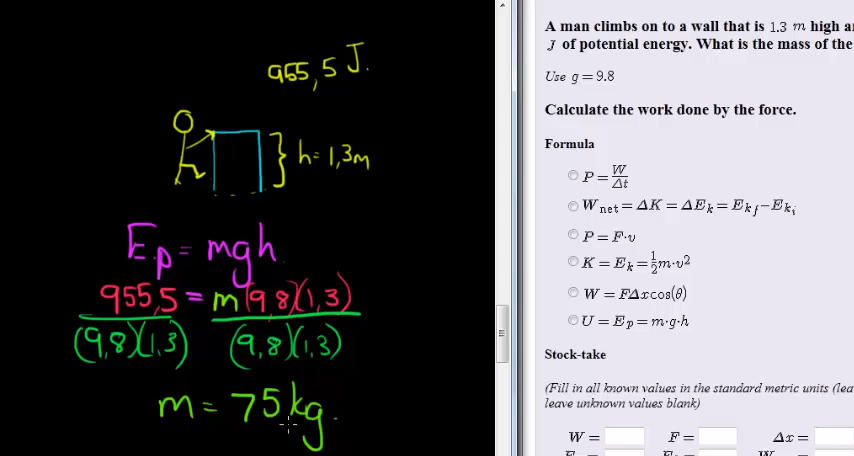 955,5 J.
h=1,3m
Ep = mgh
955,5 = m(9,8)(1,3)
(9,8)(1,3) (9,8)(1,3)
m = 75kg.
A man climbs on to a wall that is 1.3 m high
J of potential energy. What is the mass of the
Use g=9.8
Calculate the work done by the force.
Formula
P = W/Δt
Wnet = ΔK = ΔEk = Ekf − Eki
P = F·v
K = Ek = 1/2 m·v2
W = FΔx cos(θ)
U = Ep = m·g·h
Stock-take
(Fill in all known values in the standard metric units
leave unknown values blank)
W = F = Δx =